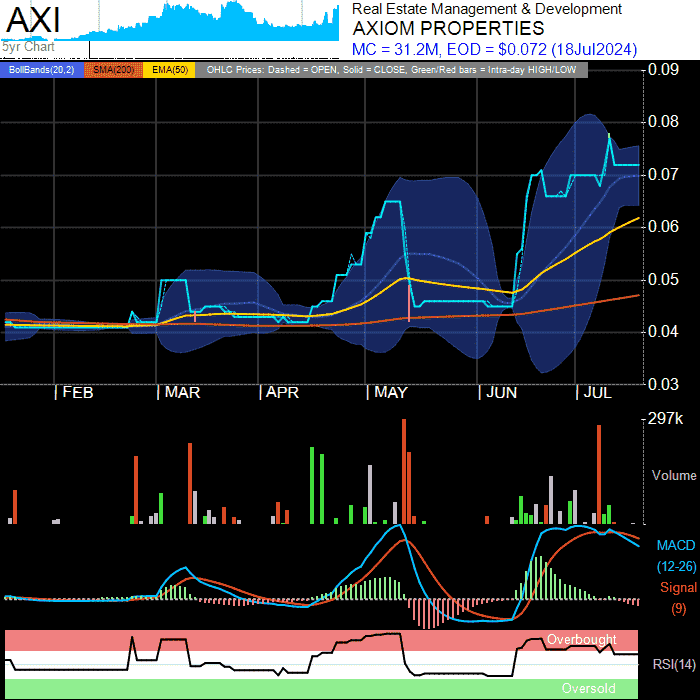 AXI
5yr Chart
Real Estate Management & Development
AXIOM PROPERTIES
MC = 31.2M, EOD = $0.072 (18Jul2024)
BollBands(20,2) SMA(200) EMA(50) OHLC Prices: Dashed = OPEN, Solid = CLOSE, Green/Red bars = Intra-day HIGH/LOW
0.09
0.08
0.07
0.06
0.05
0.04
0.03
FEB MAR APR MAY JUN JUL
297k
Volume
MACD
(12-26)
Signal
(9)
Overbought
RSI(14)
Oversold